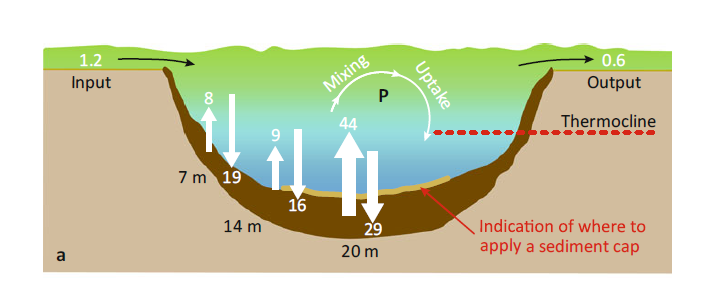 1.2
Input
0.6
Output
Mixing
Uptake
P
Thermocline
8
19
9
16
44
29
7 m
14 m
20 m
Indication of where to
apply a sediment cap
a